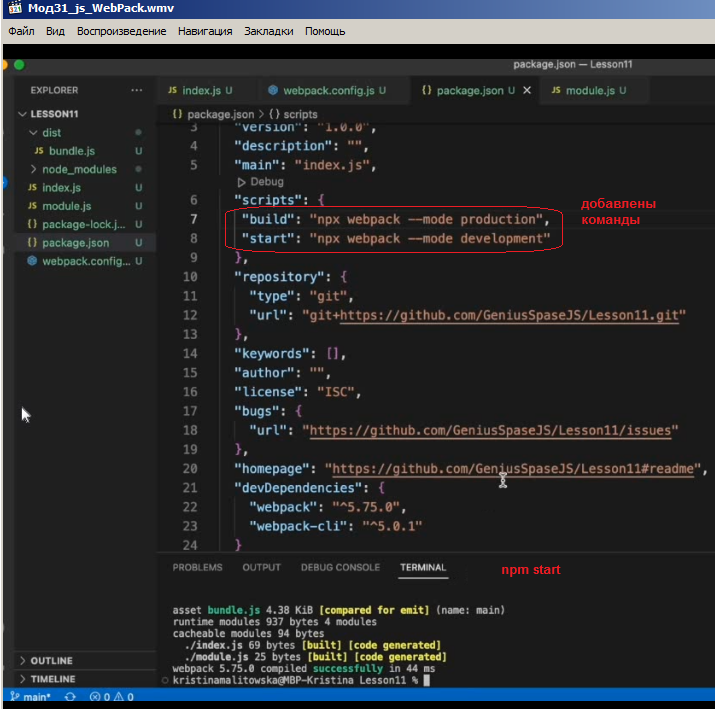 Мод31_js_WebPack.wmv
Файл Вид Воспроизведение Навигация Закладки Помощь
package.json — Lesson11
EXPLORER ...
JS index.js U
webpack.config.js U
{} package.json U ×
JS module.js U
LESSON11
dist
JS bundle.js U
node_modules
JS index.js U
JS module.js U
{} package-lock.j... U
{} package.json U
webpack.config... U
{} package.json > {} scripts
3 "version": "1.0.0",
4 "description": "",
5 "main": "index.js",
Debug
6 "scripts": {
7 "build": "npx webpack --mode production",
8 "start": "npx webpack --mode development"
9 },
10 "repository": {
11 "type": "git",
12 "url": "git+https://github.com/GeniusSpaseJS/Lesson11.git"
13 },
14 "keywords": [],
15 "author": "",
16 "license": "ISC",
17 "bugs": {
18 "url": "https://github.com/GeniusSpaseJS/Lesson11/issues"
19 },
20 "homepage": "https://github.com/GeniusSpaseJS/Lesson11#readme",
21 "devDependencies": {
22 "webpack": "^5.75.0",
23 "webpack-cli": "^5.0.1"
24 }
добавлены
команды
PROBLEMS OUTPUT DEBUG CONSOLE TERMINAL
npm start
asset bundle.js 4.38 KiB [compared for emit] (name: main)
runtime modules 937 bytes 4 modules
cacheable modules 94 bytes
./index.js 69 bytes [built] [code generated]
./module.js 25 bytes [built] [code generated]
webpack 5.75.0 compiled successfully in 44 ms
kristinamalitowska@MBP-Kristina Lesson11 %
OUTLINE
TIMELINE
main* 0 0